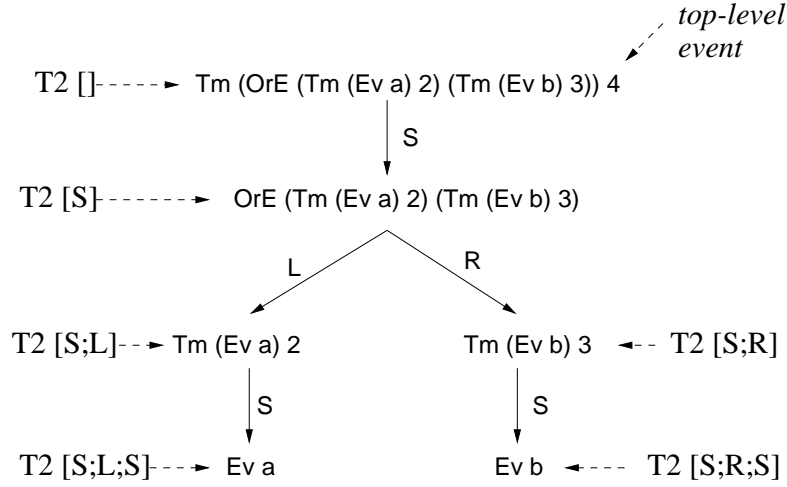 top-level
event
T2 [] Tm (OrE (Tm (Ev a) 2) (Tm (Ev b) 3)) 4
S
T2 [S] OrE (Tm (Ev a) 2) (Tm (Ev b) 3)
L R
T2 [S;L] Tm (Ev a) 2 Tm (Ev b) 3 T2 [S;R]
S S
T2 [S;L;S] Ev a Ev b T2 [S;R;S]